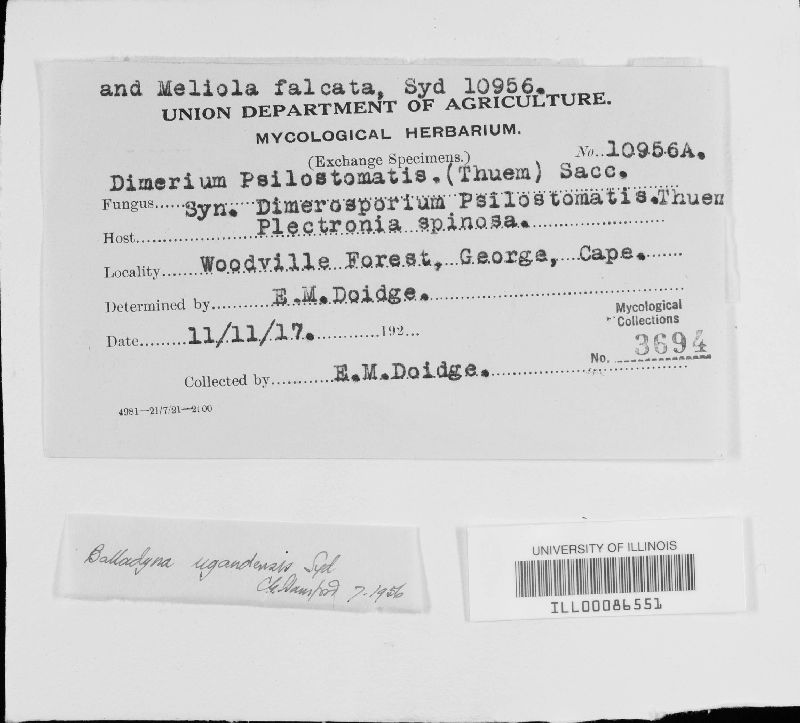 and Meliola falcata, Syd 10956.
UNION DEPARTMENT OF AGRICULTURE.
MYCOLOGICAL HERBARIUM.
(Exchange Specimens.) No. 10956A.
Dimerium Psilostomatis.(Thuem) Sacc.
Fungus......Syn. Dimerosporium Psilostomatis.Thuem
Plectronia spinosa.
Host
Locality......Woodville Forest, George, Cape.
Determined by.........E.M.Doidge.
Date.........11/11/17..............192...
Mycological
Collections
No. 3694
Collected by............E.M.Doidge.
4981—21/7/21—2100
Balladyna ugandensis Syd
CGHansford 7-1956
UNIVERSITY OF ILLINOIS
ILL00086551